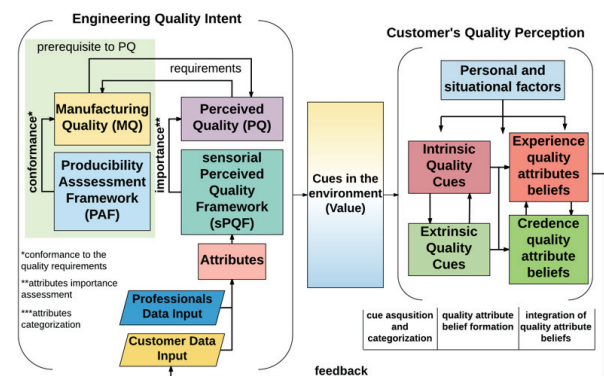 Engineering Quality Intent
prerequisite to PQ
requirements
Manufacturing
Quality (MQ)
Perceived
Quality (PQ)
conformance*
importance**
Producibility
Asssessment
Framework
(PAF)
sensorial
Perceived
Quality
Framework
(sPQF)
Attributes
*conformance to the
quality requirements
**attributes importance
assessment
***attributes
categorization
Professionals
Data Input
Customer Data
Input
Cues in the
environment
(Value)
Customer's Quality Perception
Personal and
situational factors
Intrinsic
Quality
Cues
Experience
quality
attributes
beliefs
Extrinsic
Quality
Cues
Credence
quality
attribute
beliefs
cue asqusition
and
categorization
quality attribute
belief formation
integration of
quality attribute
beliefs
feedback